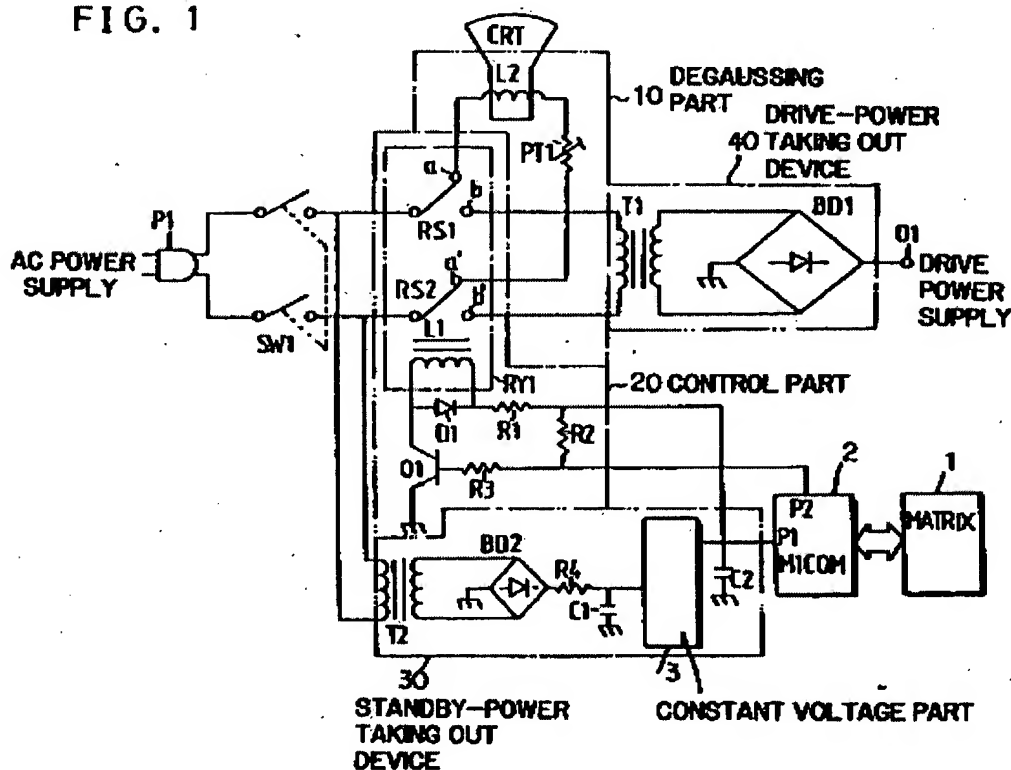 FIG. 1
CRT
L2
10 DEGAUSSING
PART
DRIVE-POWER
40 TAKING OUT
DEVICE
PT1
a
b
RS1
T1
BD1
01
DRIVE
POWER
SUPPLY
P1
AC POWER
SUPPLY
SW1
a'
RS2
b'
L1
RY1
20 CONTROL PART
D1
R1
R2
Q1
R3
2
1
P2
P1
MICOM
MATRIX
BD2
R4
C1
C2
T2
30
3
STANDBY-POWER
TAKING OUT
DEVICE
CONSTANT VOLTAGE PART